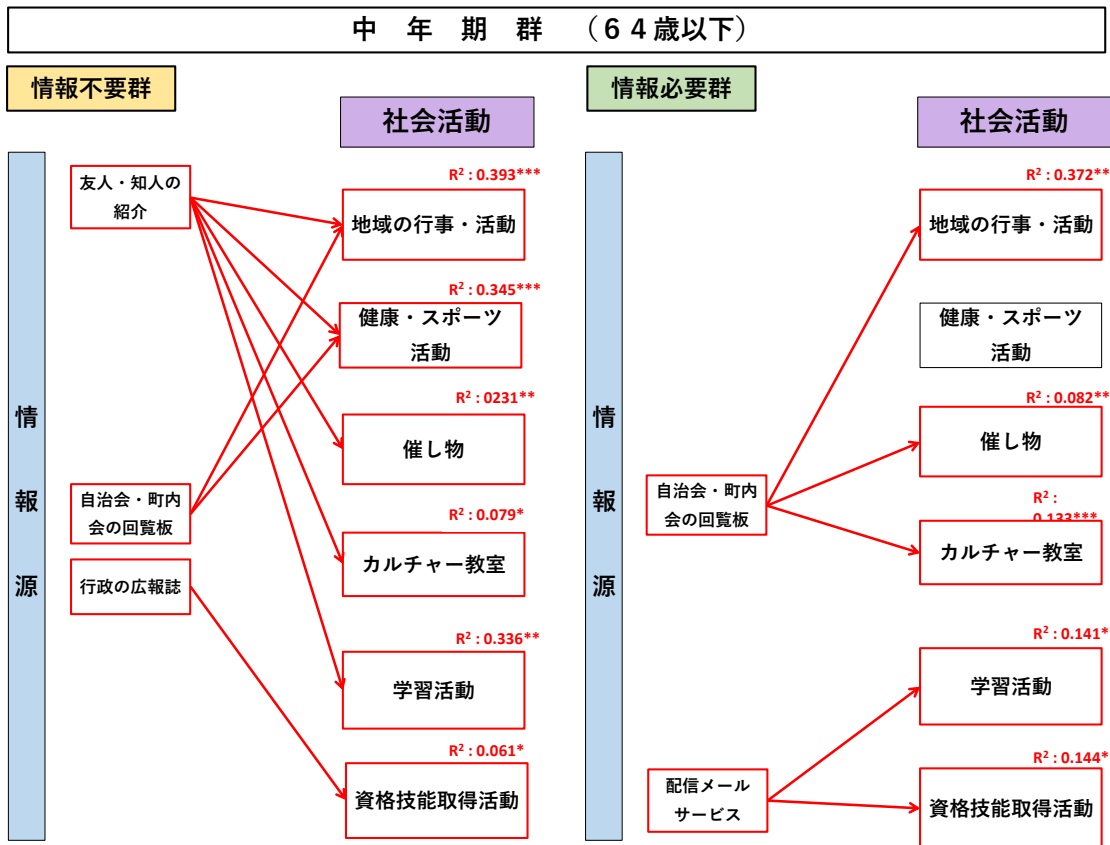 中 年 期 群 （６４歳以下）
情報不要群
社会活動
情
報
源
友人・知人の
紹介
自治会・町内
会の回覧板
行政の広報誌
R²：0.393***
地域の行事・活動
R²：0.345***
健康・スポーツ
活動
R²：0231**
催し物
R²：0.079*
カルチャー教室
R²：0.336**
学習活動
R²：0.061*
資格技能取得活動
情報必要群
社会活動
情
報
源
自治会・町内
会の回覧板
配信メール
サービス
R²：0.372**
地域の行事・活動
健康・スポーツ
活動
R²：0.082**
催し物
R²：
0.133***
カルチャー教室
R²：0.141*
学習活動
R²：0.144*
資格技能取得活動